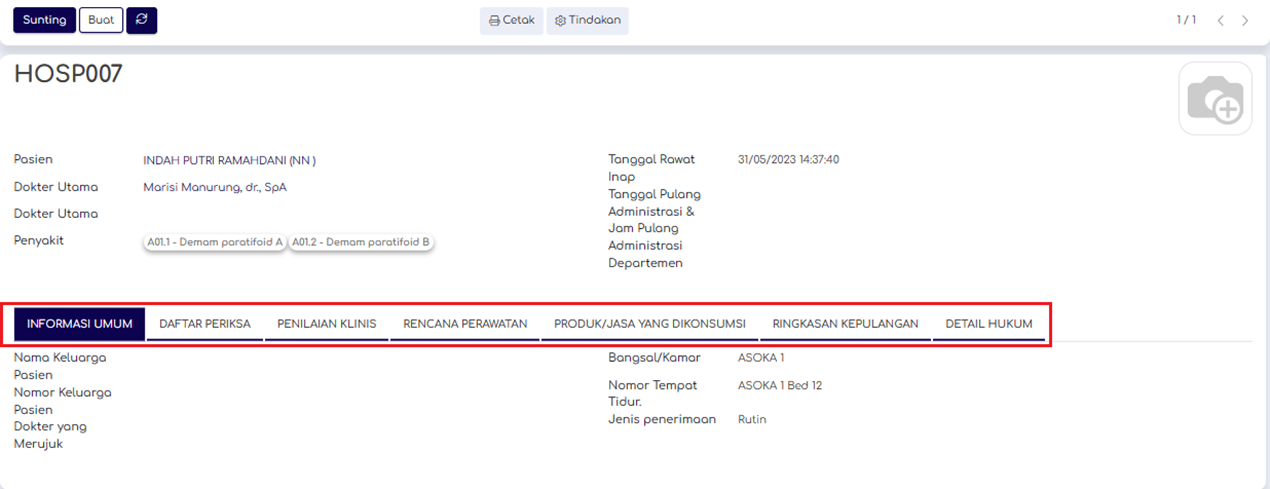 Sunting Buat Cetak Tindakan 1 / 1
HOSP007
Pasien INDAH PUTRI RAMAHDANI (NN )
Dokter Utama Marisi Manurung, dr., SpA
Dokter Utama
Penyakit A01.1 - Demam paratifoid A A01.2 - Demam paratifoid B
Tanggal Rawat 31/05/2023 14:37:40
Inap
Tanggal Pulang
Administrasi &
Jam Pulang
Administrasi
Departemen
INFORMASI UMUM DAFTAR PERIKSA PENILAIAN KLINIS RENCANA PERAWATAN PRODUK/JASA YANG DIKONSUMSI RINGKASAN KEPULANGAN DETAIL HUKUM
Nama Keluarga
Pasien
Nomor Keluarga
Pasien
Dokter yang
Merujuk
Bangsal/Kamar ASOKA 1
Nomor Tempat ASOKA 1 Bed 12
Tidur.
Jenis penerimaan Rutin